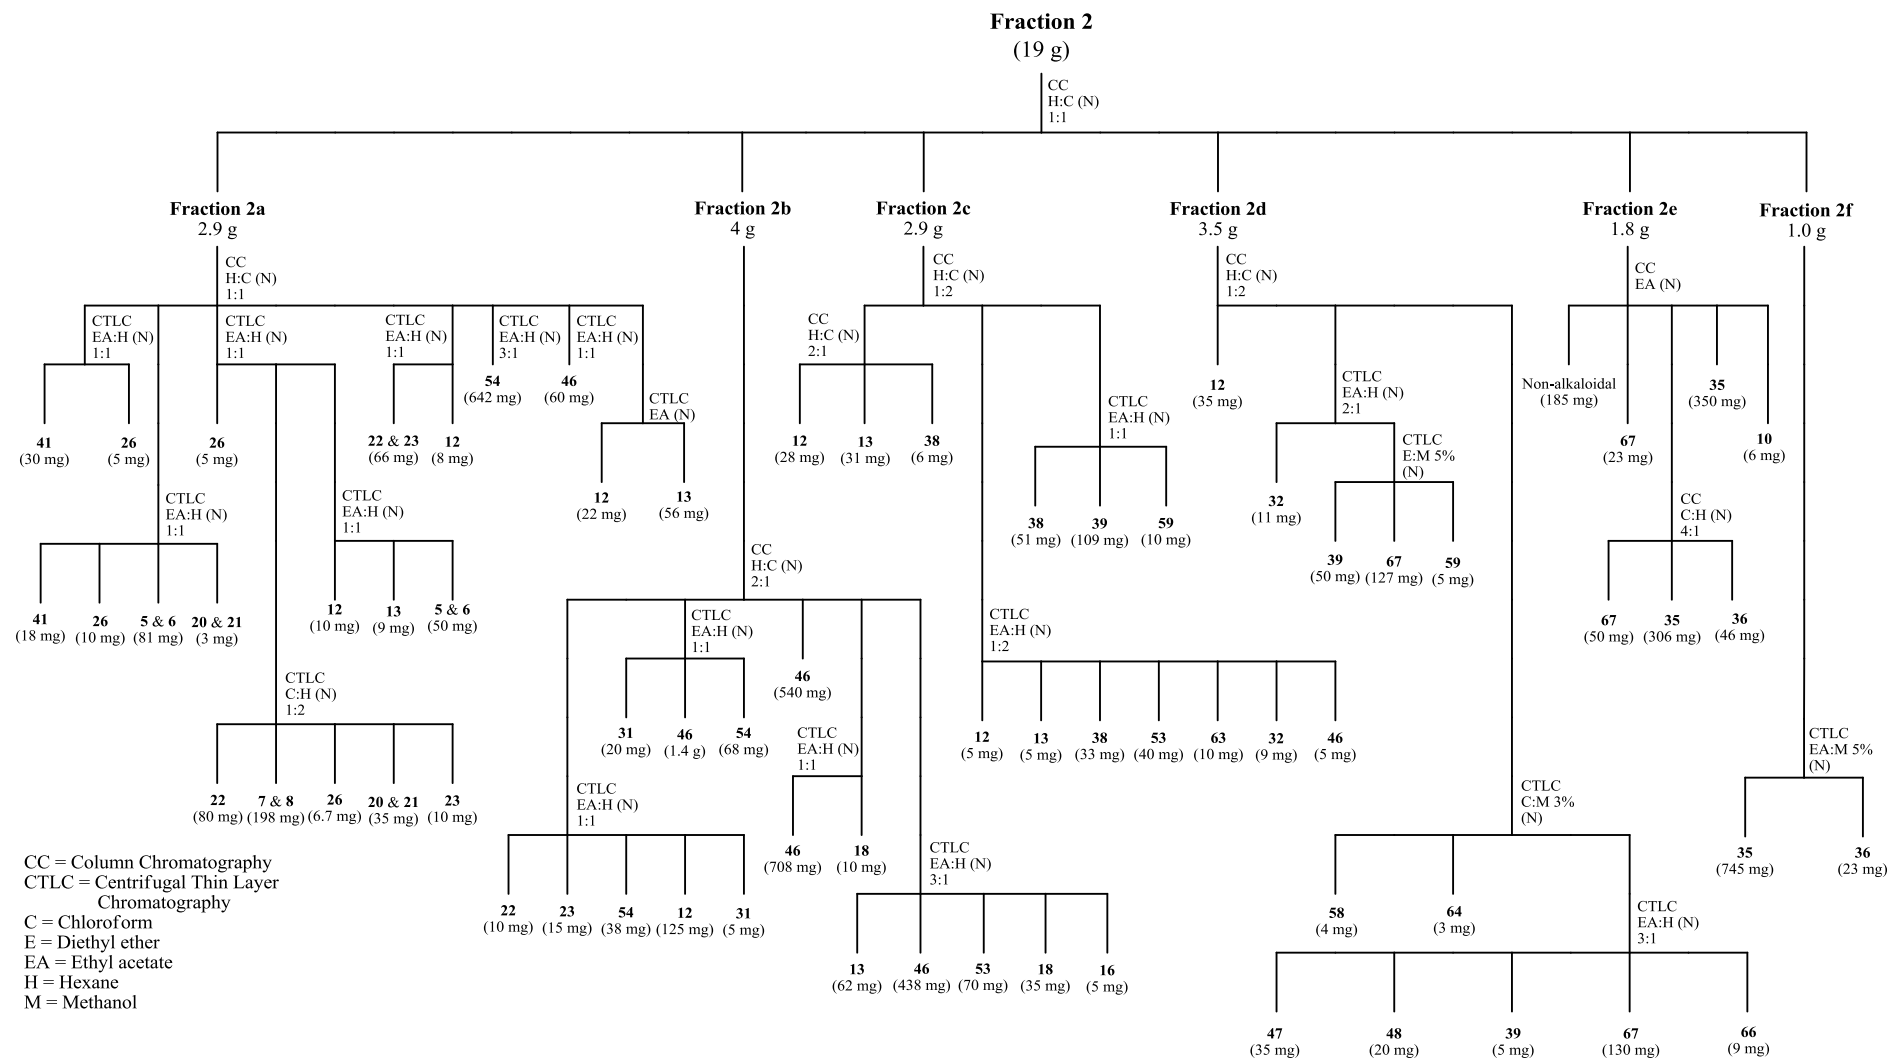 Fraction 2
(19 g)
CC
H:C (N)
1:1
Fraction 2a
2.9 g
Fraction 2b
4 g
Fraction 2c
2.9 g
Fraction 2d
3.5 g
Fraction 2e
1.8 g
Fraction 2f
1.0 g
CC
H:C (N)
1:1
CTLC
EA:H (N)
1:1
41
(30 mg)
26
(5 mg)
CTLC
EA:H (N)
1:1
41
(18 mg)
26
(10 mg)
5 & 6
(81 mg)
20 & 21
(3 mg)
CTLC
EA:H (N)
1:1
26
(5 mg)
CTLC
C:H (N)
1:2
22
(80 mg)
7 & 8
(198 mg)
26
(6.7 mg)
20 & 21
(35 mg)
23
(10 mg)
CTLC
EA:H (N)
1:1
12
(10 mg)
13
(9 mg)
5 & 6
(50 mg)
CTLC
EA:H (N)
1:1
22 & 23
(66 mg)
12
(8 mg)
CTLC
EA:H (N)
3:1
54
(642 mg)
CTLC
EA:H (N)
1:1
46
(60 mg)
CTLC
EA (N)
12
(22 mg)
13
(56 mg)
CC
H:C (N)
2:1
CTLC
EA:H (N)
1:1
22
(10 mg)
23
(15 mg)
54
(38 mg)
12
(125 mg)
31
(5 mg)
CTLC
EA:H (N)
1:1
31
(20 mg)
46
(1.4 g)
54
(68 mg)
46
(540 mg)
CTLC
EA:H (N)
1:1
46
(708 mg)
18
(10 mg)
CTLC
EA:H (N)
3:1
13
(62 mg)
46
(438 mg)
53
(70 mg)
18
(35 mg)
16
(5 mg)
CC
H:C (N)
1:2
CC
H:C (N)
2:1
12
(28 mg)
13
(31 mg)
38
(6 mg)
CTLC
EA:H (N)
1:2
12
(5 mg)
13
(5 mg)
38
(33 mg)
53
(40 mg)
63
(10 mg)
32
(9 mg)
46
(5 mg)
CTLC
EA:H (N)
1:1
38
(51 mg)
39
(109 mg)
59
(10 mg)
CC
H:C (N)
1:2
12
(35 mg)
CTLC
EA:H (N)
2:1
32
(11 mg)
CTLC
E:M 5%
(N)
39
(50 mg)
67
(127 mg)
59
(5 mg)
CTLC
C:M 3%
(N)
58
(4 mg)
64
(3 mg)
CTLC
EA:H (N)
3:1
47
(35 mg)
48
(20 mg)
39
(5 mg)
67
(130 mg)
66
(9 mg)
CC
EA (N)
Non-alkaloidal
(185 mg)
67
(23 mg)
CC
C:H (N)
4:1
67
(50 mg)
35
(306 mg)
36
(46 mg)
35
(350 mg)
10
(6 mg)
CTLC
EA:M 5%
(N)
35
(745 mg)
36
(23 mg)
CC = Column Chromatography
CTLC = Centrifugal Thin Layer
Chromatography
C = Chloroform
E = Diethyl ether
EA = Ethyl acetate
H = Hexane
M = Methanol